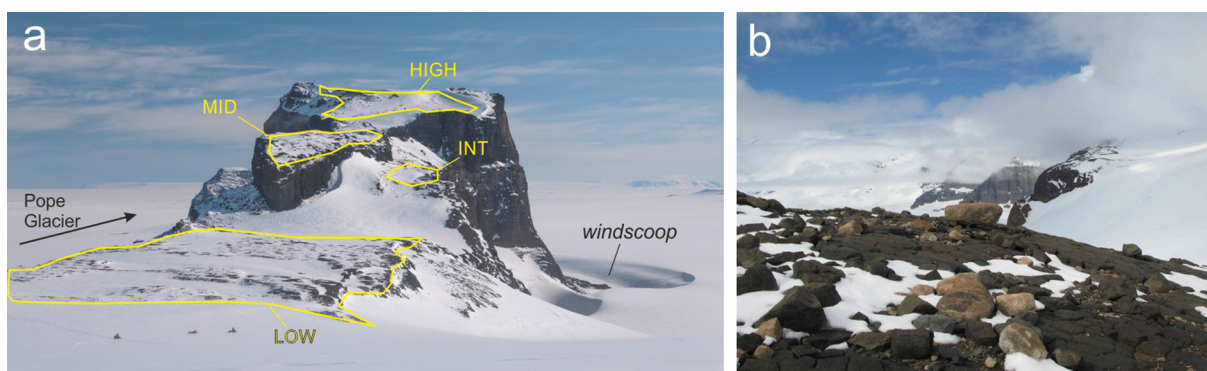 a
HIGH
MID
INT
Pope
Glacier
windscoop
LOW
b